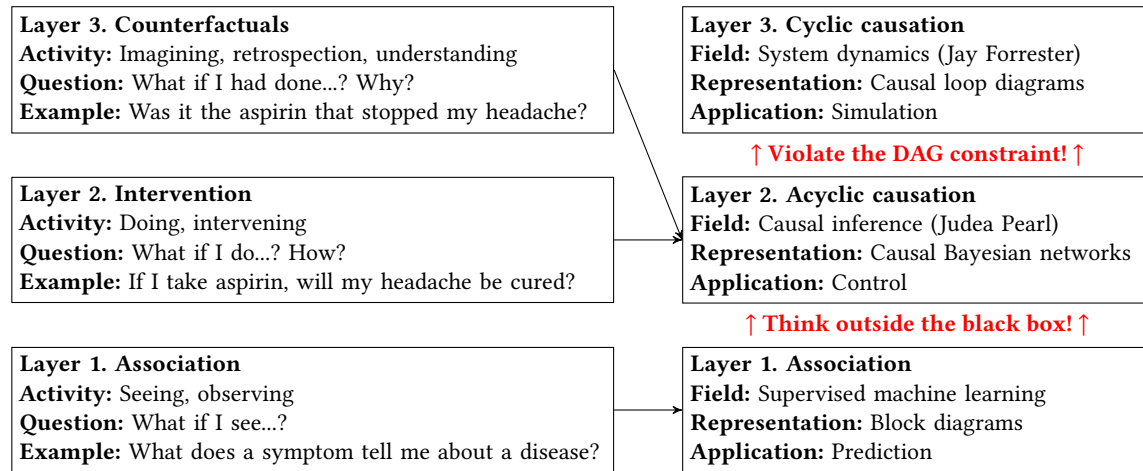 Layer 3. Counterfactuals
Activity: Imagining, retrospection, understanding
Question: What if I had done...? Why?
Example: Was it the aspirin that stopped my headache?
Layer 2. Intervention
Activity: Doing, intervening
Question: What if I do...? How?
Example: If I take aspirin, will my headache be cured?
Layer 1. Association
Activity: Seeing, observing
Question: What if I see...?
Example: What does a symptom tell me about a disease?
Layer 3. Cyclic causation
Field: System dynamics (Jay Forrester)
Representation: Causal loop diagrams
Application: Simulation
↑ Violate the DAG constraint! ↑
Layer 2. Acyclic causation
Field: Causal inference (Judea Pearl)
Representation: Causal Bayesian networks
Application: Control
↑ Think outside the black box! ↑
Layer 1. Association
Field: Supervised machine learning
Representation: Block diagrams
Application: Prediction